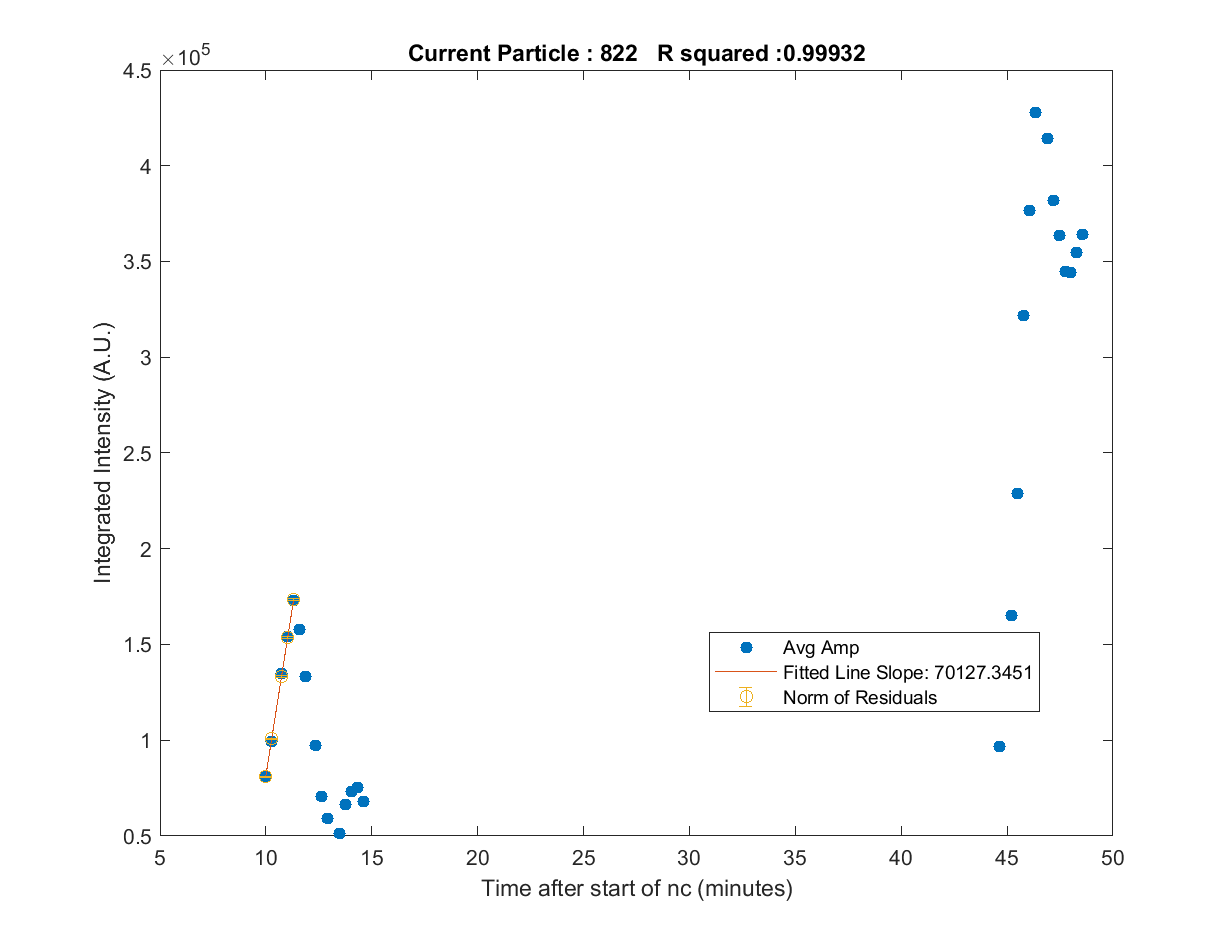 Current Particle : 822 R squared :0.99932
×10⁵
4.5
4
3.5
3
2.5
2
1.5
1
0.5
Integrated Intensity (A.U.)
Avg Amp
Fitted Line Slope: 70127.3451
Norm of Residuals
5 10 15 20 25 30 35 40 45 50
Time after start of nc (minutes)